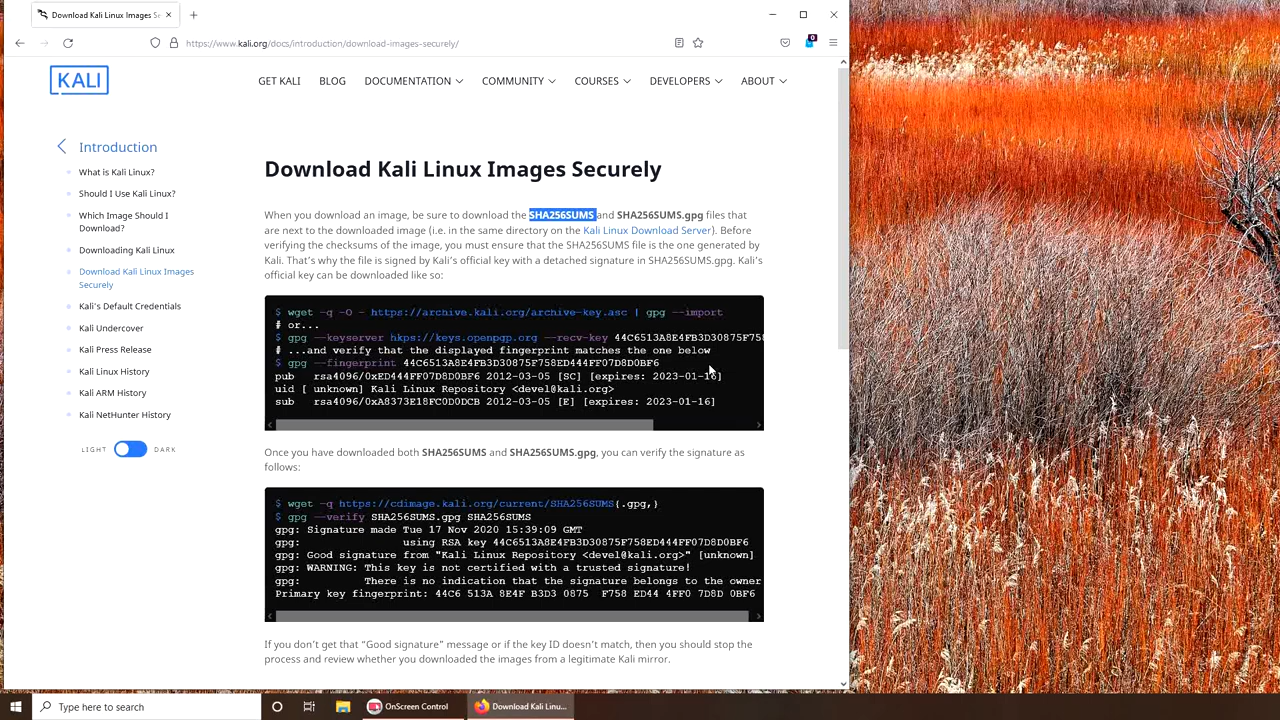 Download Kali Linux Images Se
https://www.kali.org/docs/introduction/download-images-securely/
0
KALI
GET KALI
BLOG
DOCUMENTATION
COMMUNITY
COURSES
DEVELOPERS
ABOUT
Introduction
What is Kali Linux?
Should I Use Kali Linux?
Which Image Should I
Download?
Downloading Kali Linux
Download Kali Linux Images
Securely
Kali's Default Credentials
Kali Undercover
Kali Press Release
Kali Linux History
Kali ARM History
Kali NetHunter History
LIGHT
DARK
Download Kali Linux Images Securely
When you download an image, be sure to download the SHA256SUMS and SHA256SUMS.gpg files that
are next to the downloaded image (i.e. in the same directory on the Kali Linux Download Server). Before
verifying the checksums of the image, you must ensure that the SHA256SUMS file is the one generated by
Kali. That's why the file is signed by Kali's official key with a detached signature in SHA256SUMS.gpg. Kali's
official key can be downloaded like so:
$ wget -q -O - https://archive.kali.org/archive-key.asc | gpg --import
# or...
$ gpg --keyserver hkps://keys.openpgp.org --recv-key 44C6513A8E4FB3D30875F758
# ...and verify that the displayed fingerprint matches the one below
$ gpg --fingerprint 44C6513A8E4FB3D30875F758ED444FF07D8D0BF6
pub   rsa4096/0xED444FF07D8D0BF6 2012-03-05 [SC] [expires: 2023-01-16]
uid [ unknown] Kali Linux Repository <devel@kali.org>
sub   rsa4096/0xA8373E18FC0D0DCB 2012-03-05 [E] [expires: 2023-01-16]
Once you have downloaded both SHA256SUMS and SHA256SUMS.gpg, you can verify the signature as
follows:
$ wget -q https://cdimage.kali.org/current/SHA256SUMS{.gpg,}
$ gpg --verify SHA256SUMS.gpg SHA256SUMS
gpg: Signature made Tue 17 Nov 2020 15:39:09 GMT
gpg:                using RSA key 44C6513A8E4FB3D30875F758ED444FF07D8D0BF6
gpg: Good signature from "Kali Linux Repository <devel@kali.org>" [unknown]
gpg: WARNING: This key is not certified with a trusted signature!
gpg:          There is no indication that the signature belongs to the owner
Primary key fingerprint: 44C6 513A 8E4F B3D3 0875  F758 ED44 4FF0 7D8D 0BF6
If you don't get that “Good signature” message or if the key ID doesn't match, then you should stop the
process and review whether you downloaded the images from a legitimate Kali mirror.
Type here to search
OnScreen Control
Download Kali Linu...